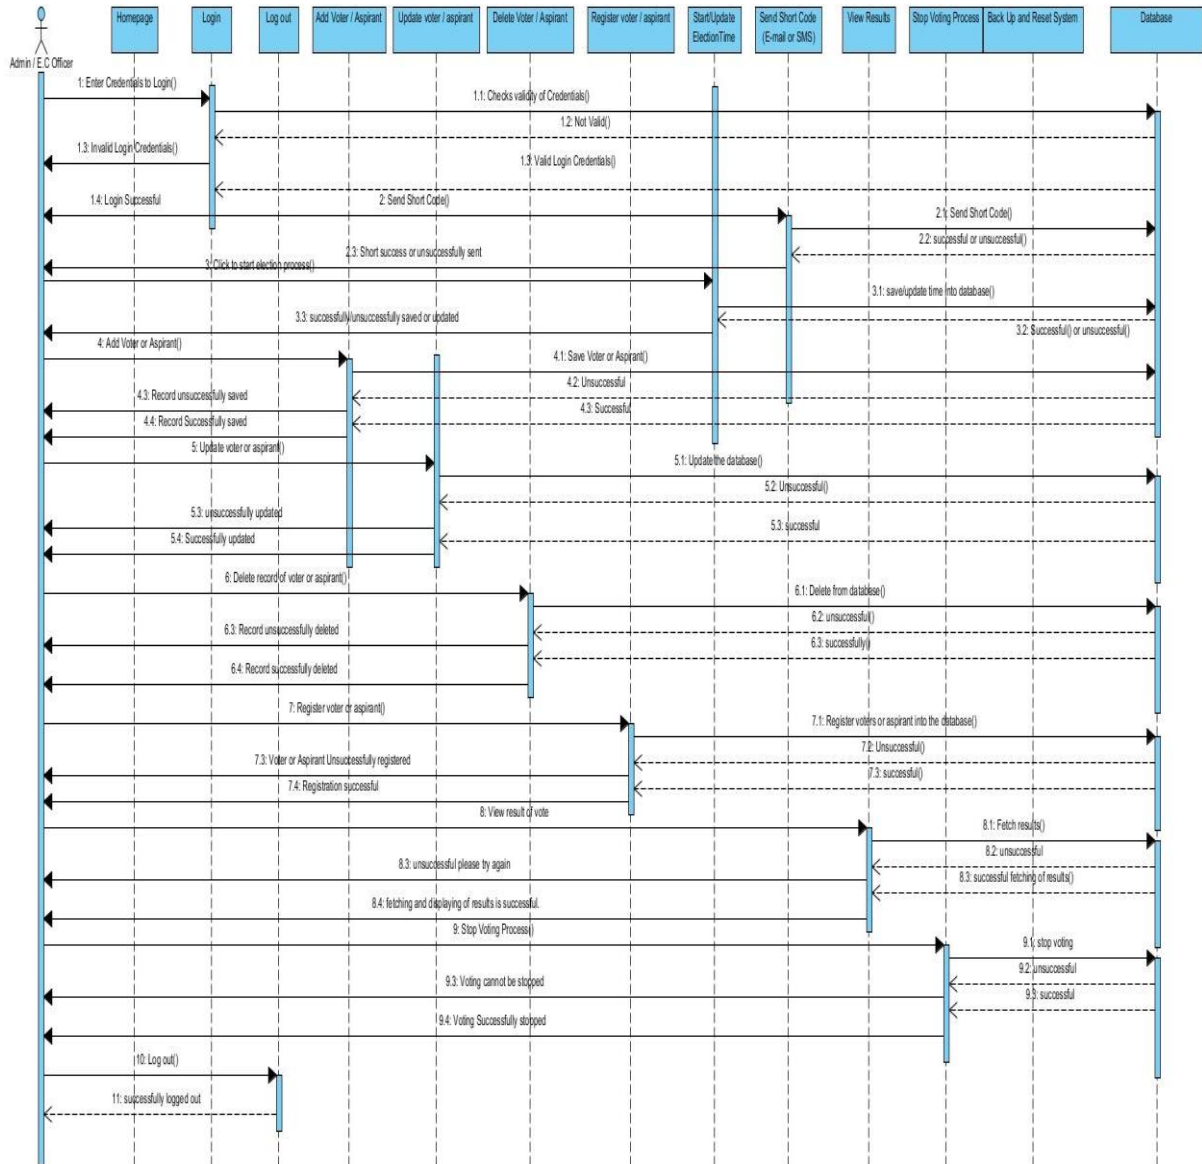 Homepage
Login
Log out
Add Voter / Aspirant
Update voter / aspirant
Delete Voter / Aspirant
Register voter / aspirant
Start/Update
ElectionTime
Send Short Code
(E-mail or SMS)
View Results
Stop Voting Process
Back Up and Reset System
Database
Admin / E.C Officer
1: Enter Credentials to Login()
1.1: Checks validity of Credentials()
1.2: Not Valid()
1.3: Invalid Login Credentials()
1.3: Valid Login Credentials()
1.4: Login Successful
2: Send Short Code()
2.1: Send Short Code()
2.2: successful or unsuccessful()
2.3: Short success or unsuccessfully sent
3: Click to start election process()
3.1: save/update time into database()
3.3: successfully/unsuccessfully saved or updated
3.2: Successful() or unsuccessful()
4: Add Voter or Aspirant()
4.1: Save Voter or Aspirant()
4.2: Unsuccessful
4.3: Record unsuccessfully saved
4.3: Successful
4.4: Record Successfully saved
5: Update voter or aspirant()
5.1: Update the database()
5.2: Unsuccessful()
5.3: unsuccessfully updated
5.3: successful
5.4: Successfully updated
6: Delete record of voter or aspirant()
6.1: Delete from database()
6.2: unsuccessful()
6.3: Record unsuccessfully deleted
6.3: successfully()
6.4: Record successfully deleted
7: Register voter or aspirant()
7.1: Register voters or aspirant into the database()
7.2: Unsuccessful()
7.3: Voter or Aspirant Unsuccessfully registered
7.3: successful()
7.4: Registration successful
8: View result of vote
8.1: Fetch results()
8.2: unsuccessful
8.3: unsuccessful please try again
8.3: successful fetching of results()
8.4: fetching and displaying of results is successful.
9: Stop Voting Process()
9.1: stop voting
9.2: unsuccessful
9.3: Voting cannot be stopped
9.3: successful
9.4: Voting Successfully stopped
10: Log out()
11: successfully logged out